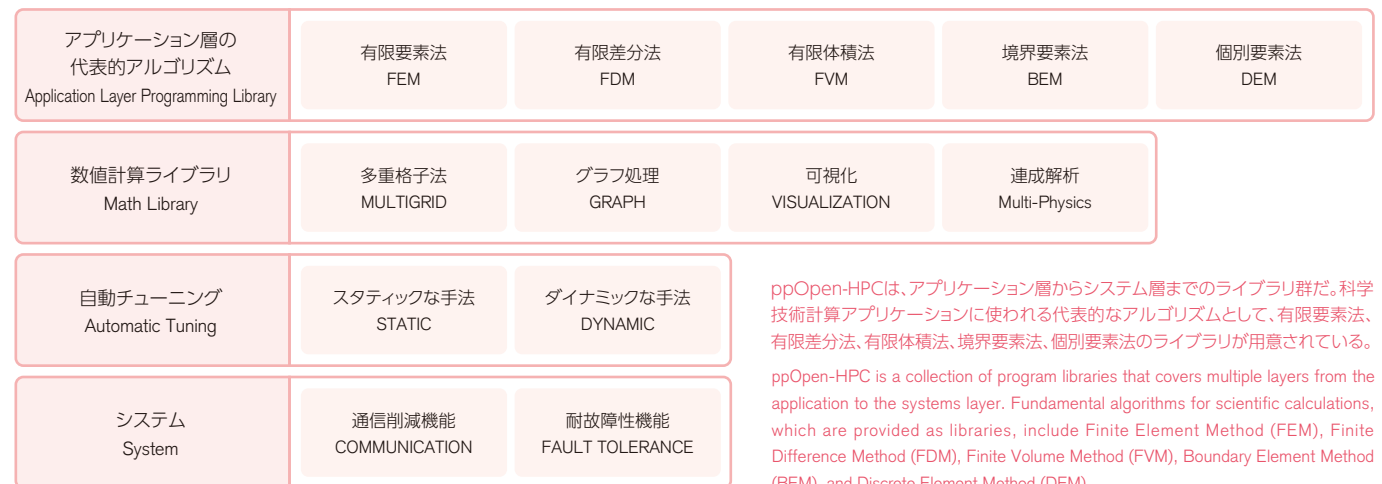 アプリケーション層の
代表的アルゴリズム
Application Layer Programming Library
有限要素法
FEM
有限差分法
FDM
有限体積法
FVM
境界要素法
BEM
個別要素法
DEM
数値計算ライブラリ
Math Library
多重格子法
MULTIGRID
グラフ処理
GRAPH
可視化
VISUALIZATION
連成解析
Multi-Physics
自動チューニング
Automatic Tuning
スタティックな手法
STATIC
ダイナミックな手法
DYNAMIC
システム
System
通信削減機能
COMMUNICATION
耐故障性機能
FAULT TOLERANCE
ppOpen-HPCは、アプリケーション層からシステム層までのライブラリ群だ。科学
技術計算アプリケーションに使われる代表的なアルゴリズムとして、有限要素法、
有限差分法、有限体積法、境界要素法、個別要素法のライブラリが用意されている。
ppOpen-HPC is a collection of program libraries that covers multiple layers from the
application to the systems layer. Fundamental algorithms for scientific calculations,
which are provided as libraries, include Finite Element Method (FEM), Finite
Difference Method (FDM), Finite Volume Method (FVM), Boundary Element Method
(BEM), and Discrete Element Method (DEM).